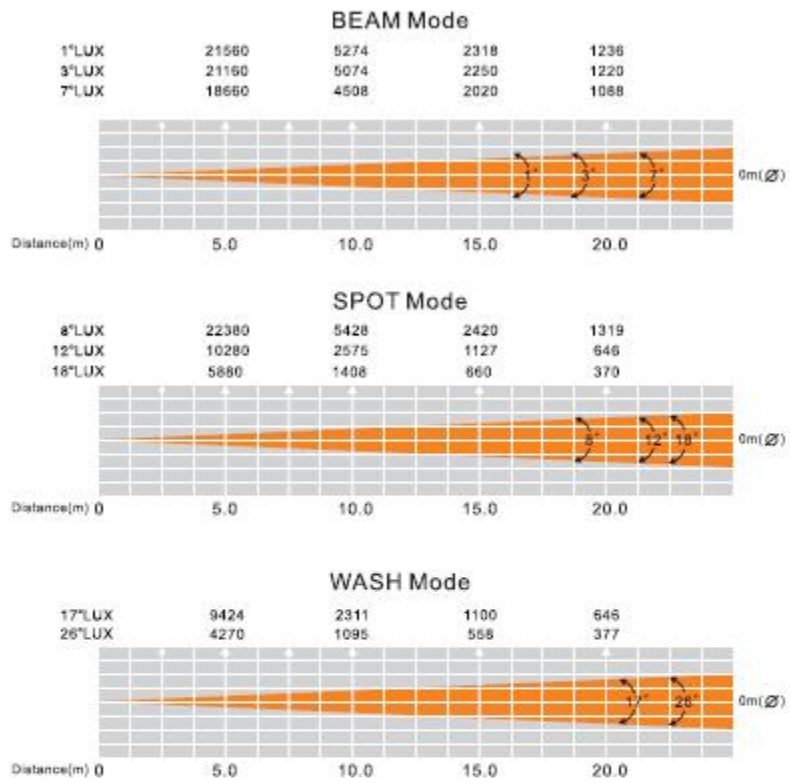 BEAM Mode
1°LUX 21560 5274 2318 1236
3°LUX 21160 5074 2250 1220
7°LUX 18660 4508 2020 1088
1° 3° 7° 0m(Ø)
Distance(m) 0 5.0 10.0 15.0 20.0
SPOT Mode
8°LUX 22380 5428 2420 1319
12°LUX 10280 2575 1127 646
18°LUX 5880 1408 660 370
8° 12° 18° 0m(Ø)
Distance(m) 0 5.0 10.0 15.0 20.0
WASH Mode
17°LUX 9424 2311 1100 646
26°LUX 4270 1095 558 377
17° 26° 0m(Ø)
Distance(m) 0 5.0 10.0 15.0 20.0